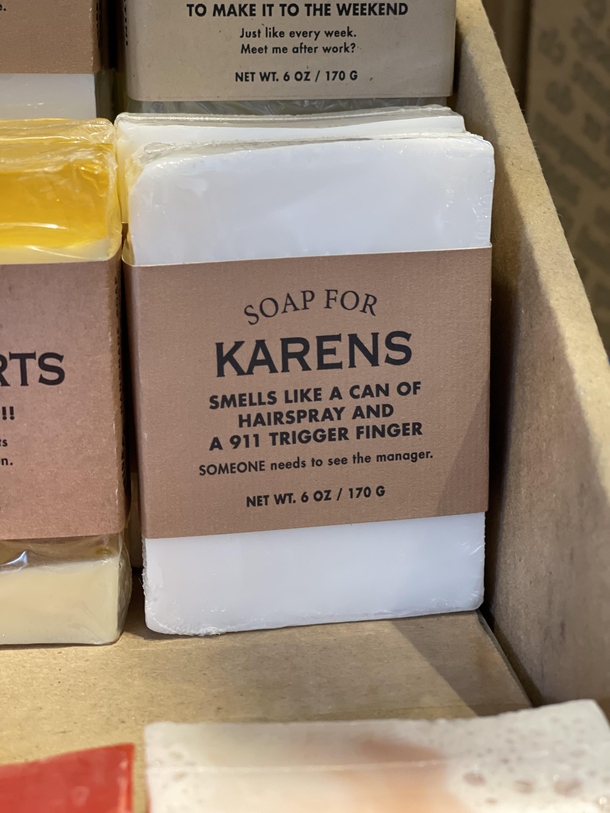 TO MAKE IT TO THE WEEKEND
Just like every week.
Meet me after work?
NET WT. 6 OZ / 170 G
SOAP FOR
KARENS
SMELLS LIKE A CAN OF
HAIRSPRAY AND
A 911 TRIGGER FINGER
SOMEONE needs to see the manager.
NET WT. 6 OZ / 170 G